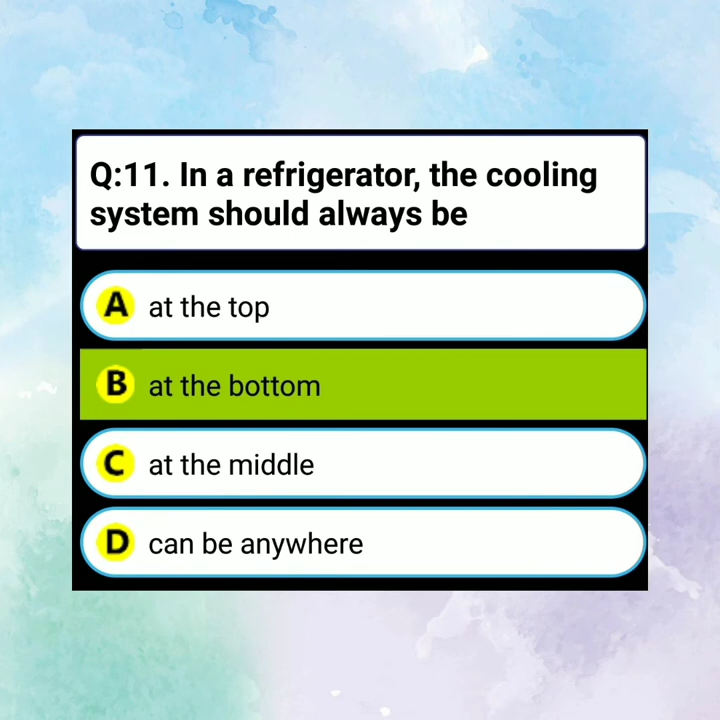 Q:11. In a refrigerator, the cooling
system should always be
A at the top
B at the bottom
C at the middle
D can be anywhere